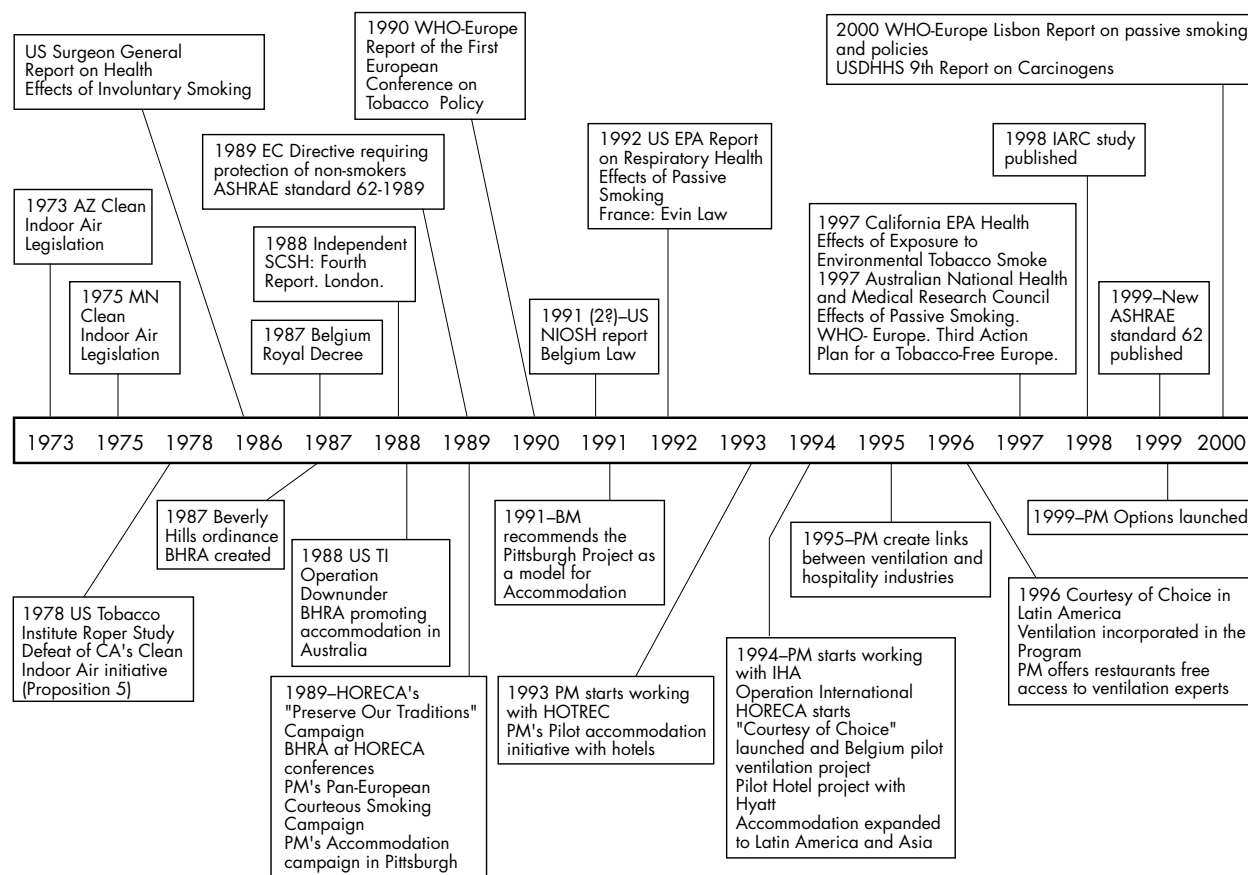 US Surgeon General
Report on Health
Effects of Involuntary Smoking
1990 WHO-Europe
Report of the First
European
Conference on
Tobacco Policy
2000 WHO-Europe Lisbon Report on passive smoking
and policies
USDHHS 9th Report on Carcinogens
1989 EC Directive requiring
protection of non-smokers
ASHRAE standard 62-1989
1992 US EPA Report
on Respiratory Health
Effects of Passive
Smoking
France: Evin Law
1998 IARC study
published
1973 AZ Clean
Indoor Air
Legislation
1988 Independent
SCSH: Fourth
Report. London.
1997 California EPA Health
Effects of Exposure to
Environmental Tobacco Smoke
1997 Australian National Health
and Medical Research Council
Effects of Passive Smoking.
WHO- Europe. Third Action
Plan for a Tobacco-Free Europe.
1975 MN
Clean
Indoor Air
Legislation
1987 Belgium
Royal Decree
1991 (2?)–US
NIOSH report
Belgium Law
1999–New
ASHRAE
standard 62
published
1973 1975 1978 1986 1987 1988 1989 1990 1991 1992 1993 1994 1995 1996 1997 1998 1999 2000
1987 Beverly
Hills ordinance
BHRA created
1991–BM
recommends the
Pittsburgh Project as
a model for
Accommodation
1999–PM Options launched
1988 US TI
Operation
Downunder
BHRA promoting
accommodation in
Australia
1995–PM create links
between ventilation and
hospitality industries
1978 US Tobacco
Institute Roper Study
Defeat of CA's Clean
Indoor Air initiative
(Proposition 5)
1996 Courtesy of Choice in
Latin America
Ventilation incorporated in the
Program
PM offers restaurants free
access to ventilation experts
1989–HORECA's
"Preserve Our Traditions"
Campaign
BHRA at HORECA
conferences
PM's Pan-European
Courteous Smoking
Campaign
PM's Accommodation
campaign in Pittsburgh
1993 PM starts working
with HOTREC
PM's Pilot accommodation
initiative with hotels
1994–PM starts working
with IHA
Operation International
HORECA starts
"Courtesy of Choice"
launched and Belgium pilot
ventilation project
Pilot Hotel project with
Hyatt
Accommodation expanded
to Latin America and Asia